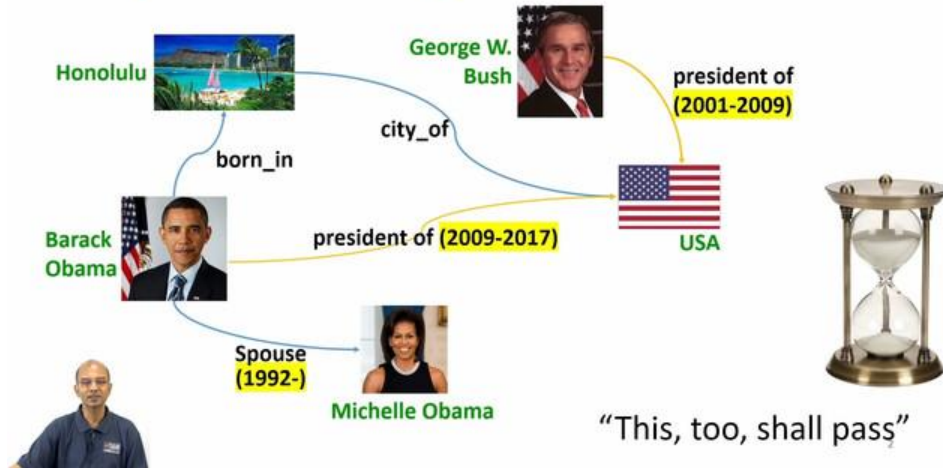 Honolulu
George W.
Bush
president of
(2001-2009)
city_of
born_in
Barack
Obama
president of (2009-2017)
USA
Spouse
(1992-)
Michelle Obama
“This, too, shall pass”
2